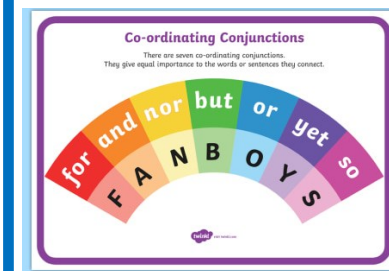 Co-ordinating Conjunctions
There are seven co-ordinating conjunctions.
They give equal importance to the words or sentences they connect.
for and nor but or yet so
F A N B O Y S
twinkl